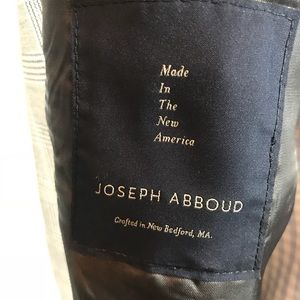 Made
In
The
New
America
JOSEPH ABBOUD
Crafted in New Bedford, MA.